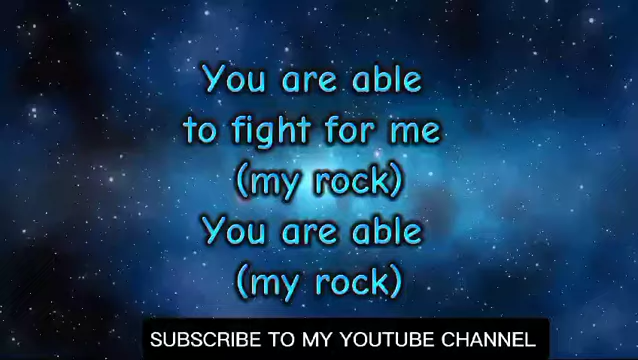 You are able
to fight for me
(my rock)
You are able
(my rock)
SUBSCRIBE TO MY YOUTUBE CHANNEL